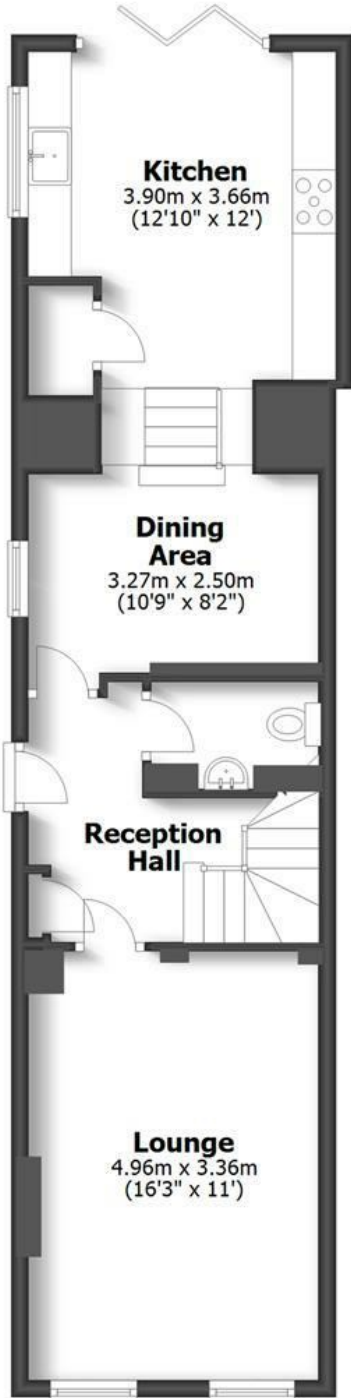 Kitchen
3.90m x 3.66m
(12'10" x 12')
Dining
Area
3.27m x 2.50m
(10'9" x 8'2")
Reception
Hall
Lounge
4.96m x 3.36m
(16'3" x 11')